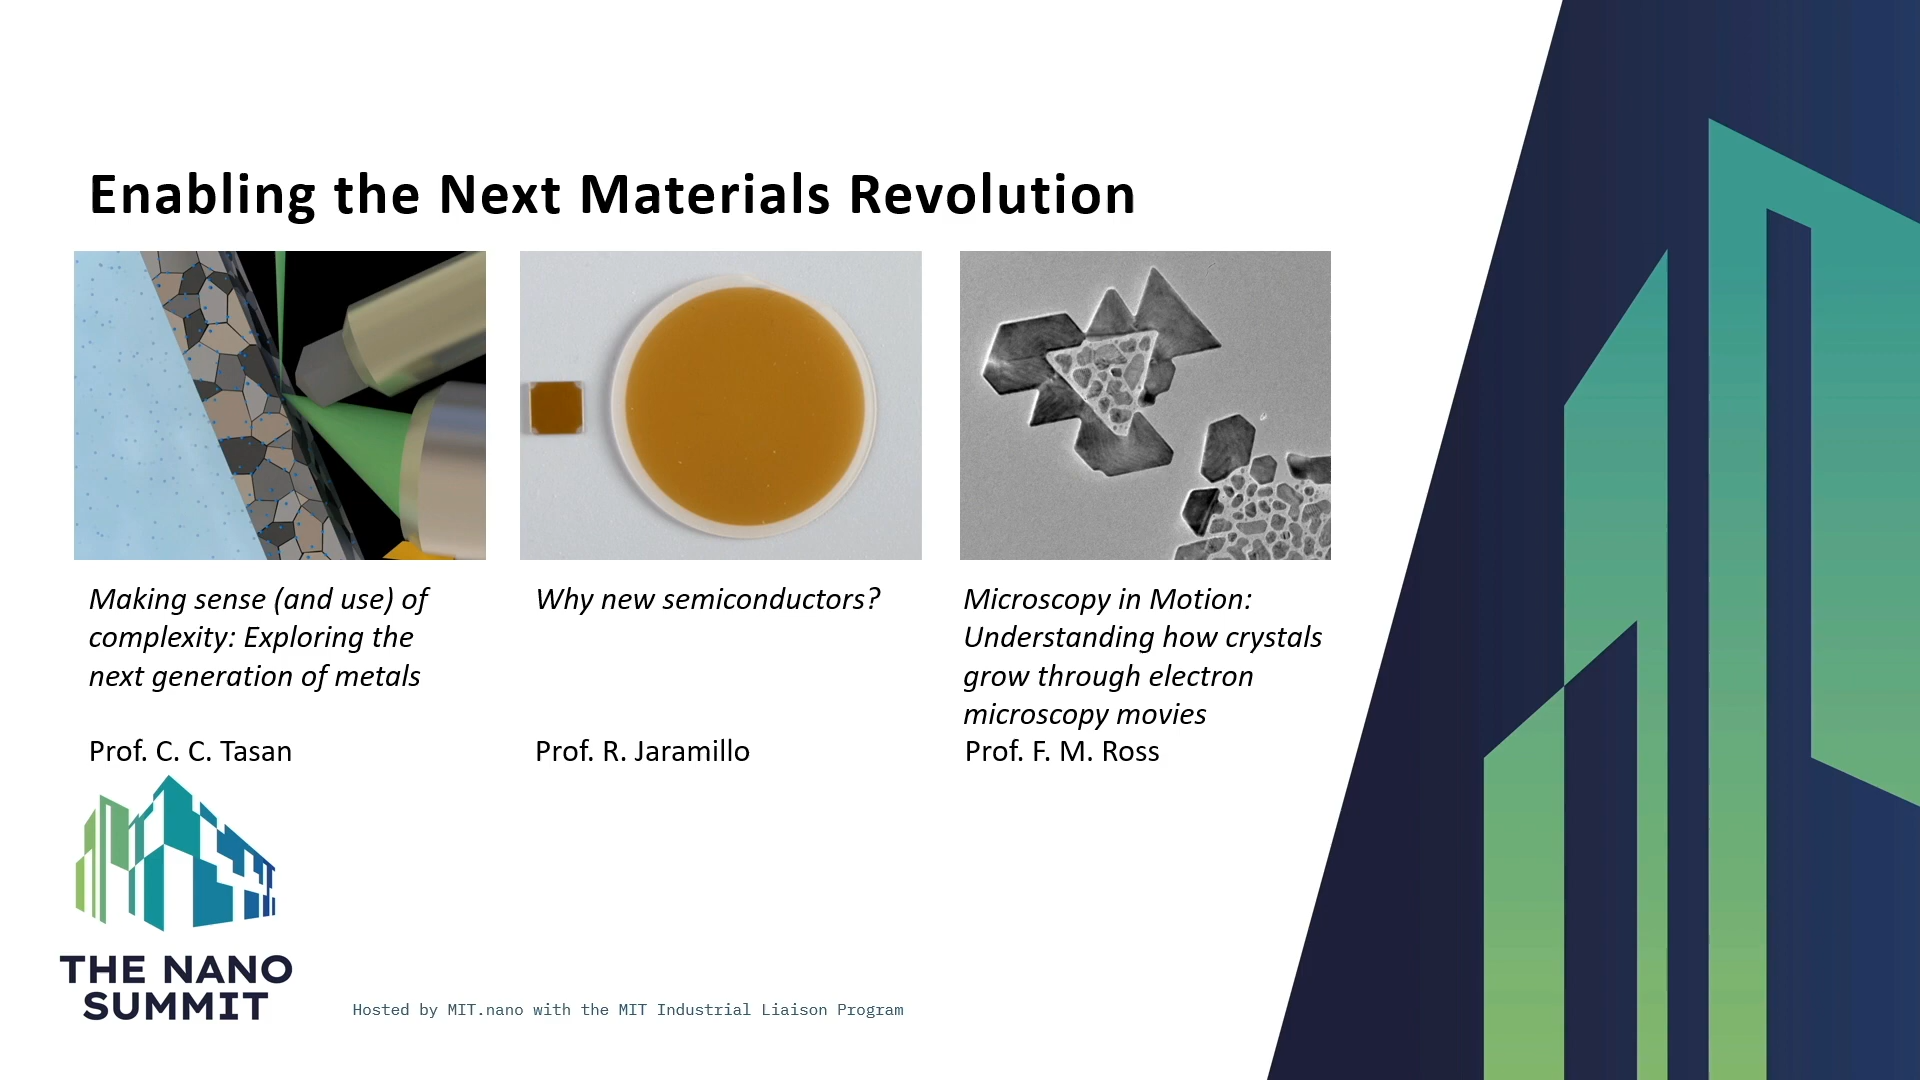 Enabling the Next Materials Revolution
Making sense (and use) of
complexity: Exploring the
next generation of metals
Prof. C. C. Tasan
Why new semiconductors?
Prof. R. Jaramillo
Microscopy in Motion:
Understanding how crystals
grow through electron
microscopy movies
Prof. F. M. Ross
THE NANO
SUMMIT
Hosted by MIT.nano with the MIT Industrial Liaison Program